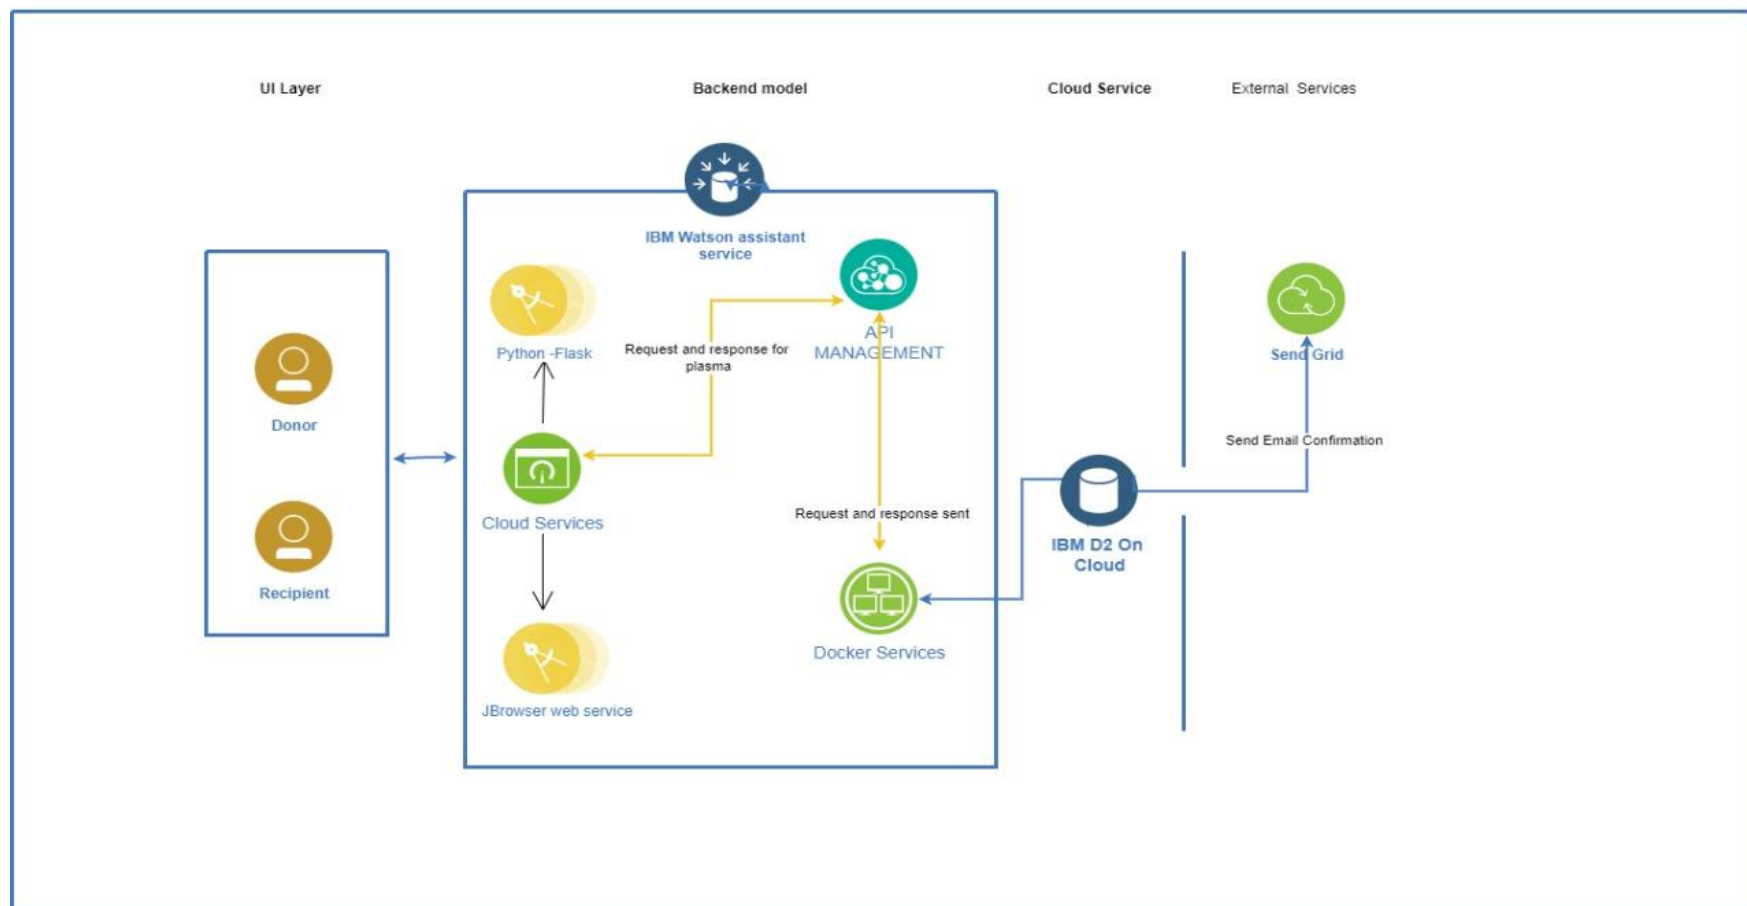 UI Layer
Backend model
Cloud Service
External Services
IBM Watson assistant
service
Python -Flask
Request and response for
plasma
API
MANAGEMENT
Send Grid
Donor
Send Email Confirmation
Cloud Services
Request and response sent
IBM D2 On
Cloud
Recipient
Docker Services
JBrowser web service